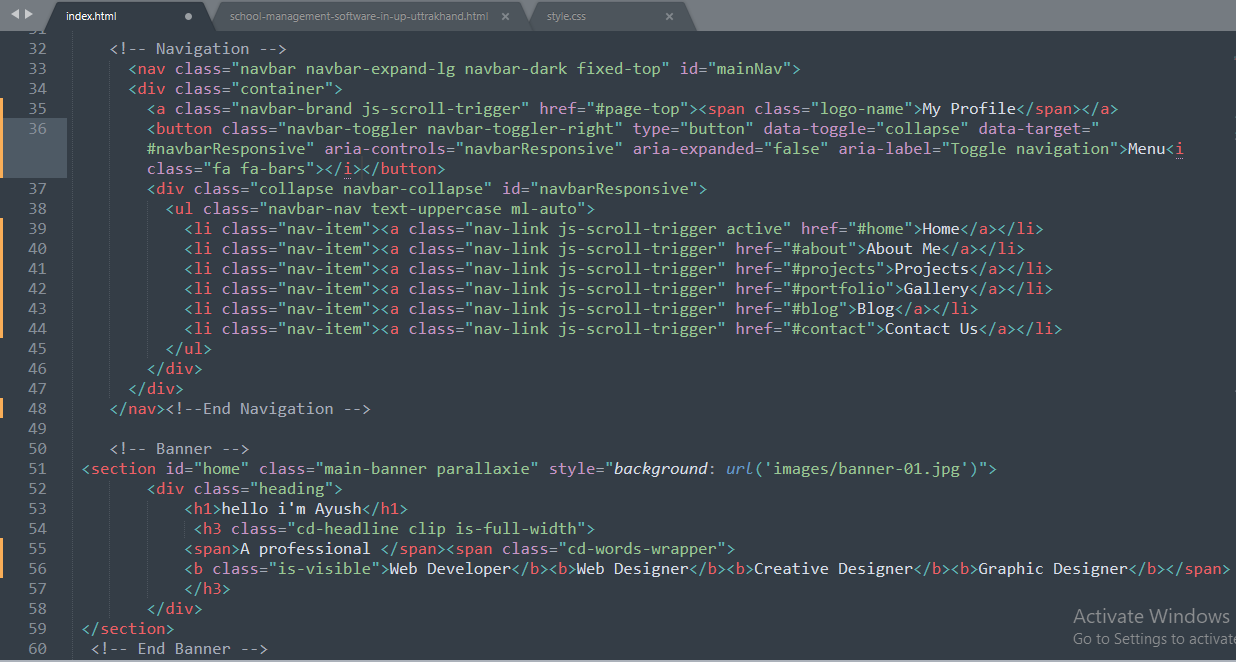 index.html school-management-software-in-up-uttrakhand.html × style.css ×
31
32 <!-- Navigation -->
33 <nav class="navbar navbar-expand-lg navbar-dark fixed-top" id="mainNav">
34 <div class="container">
35 <a class="navbar-brand js-scroll-trigger" href="#page-top"><span class="logo-name">My Profile</span></a>
36 <button class="navbar-toggler navbar-toggler-right" type="button" data-toggle="collapse" data-target="
#navbarResponsive" aria-controls="navbarResponsive" aria-expanded="false" aria-label="Toggle navigation">Menu<i
class="fa fa-bars"></i></button>
37 <div class="collapse navbar-collapse" id="navbarResponsive">
38 <ul class="navbar-nav text-uppercase ml-auto">
39 <li class="nav-item"><a class="nav-link js-scroll-trigger active" href="#home">Home</a></li>
40 <li class="nav-item"><a class="nav-link js-scroll-trigger" href="#about">About Me</a></li>
41 <li class="nav-item"><a class="nav-link js-scroll-trigger" href="#projects">Projects</a></li>
42 <li class="nav-item"><a class="nav-link js-scroll-trigger" href="#portfolio">Gallery</a></li>
43 <li class="nav-item"><a class="nav-link js-scroll-trigger" href="#blog">Blog</a></li>
44 <li class="nav-item"><a class="nav-link js-scroll-trigger" href="#contact">Contact Us</a></li>
45 </ul>
46 </div>
47 </div>
48 </nav><!--End Navigation -->
49
50 <!-- Banner -->
51 <section id="home" class="main-banner parallaxie" style="background: url('images/banner-01.jpg')">
52 <div class="heading">
53 <h1>hello i'm Ayush</h1>
54 <h3 class="cd-headline clip is-full-width">
55 <span>A professional </span><span class="cd-words-wrapper">
56 <b class="is-visible">Web Developer</b><b>Web Designer</b><b>Creative Designer</b><b>Graphic Designer</b></span>
57 </h3>
58 </div>
59 </section>
60 <!-- End Banner -->
Activate Windows
Go to Settings to activate